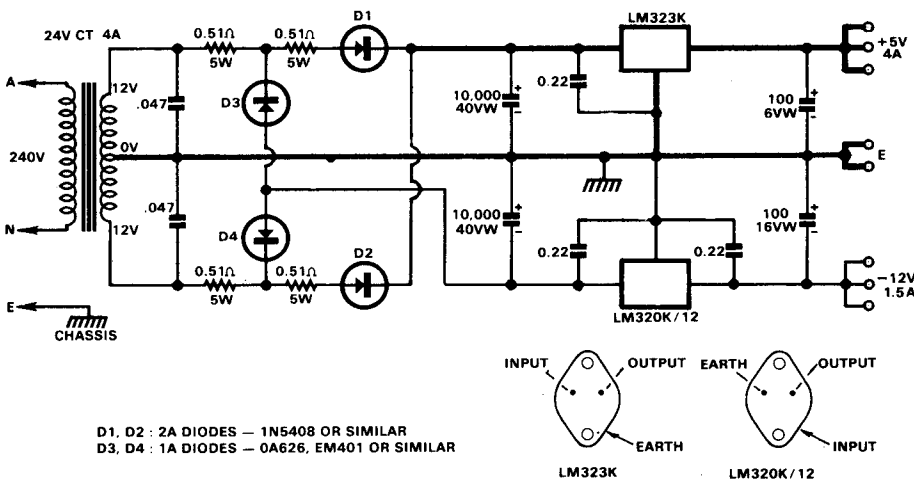 24V CT 4A
0.51Ω
5W
0.51Ω
5W
D1
LM323K
+5V
4A
A
12V
.047
D3
10,000
40VW
+
-
0.22
100
6VW
+
-
240V
0V
E
.047
D4
10,000
40VW
+
-
0.22
0.22
100
16VW
+
-
N
12V
D2
0.51Ω
5W
0.51Ω
5W
LM320K/12
-12V
1.5A
E
CHASSIS
INPUT
OUTPUT
EARTH
LM323K
EARTH
OUTPUT
INPUT
LM320K/12
D1, D2 : 2A DIODES — 1N5408 OR SIMILAR
D3, D4 : 1A DIODES — 0A626, EM401 OR SIMILAR